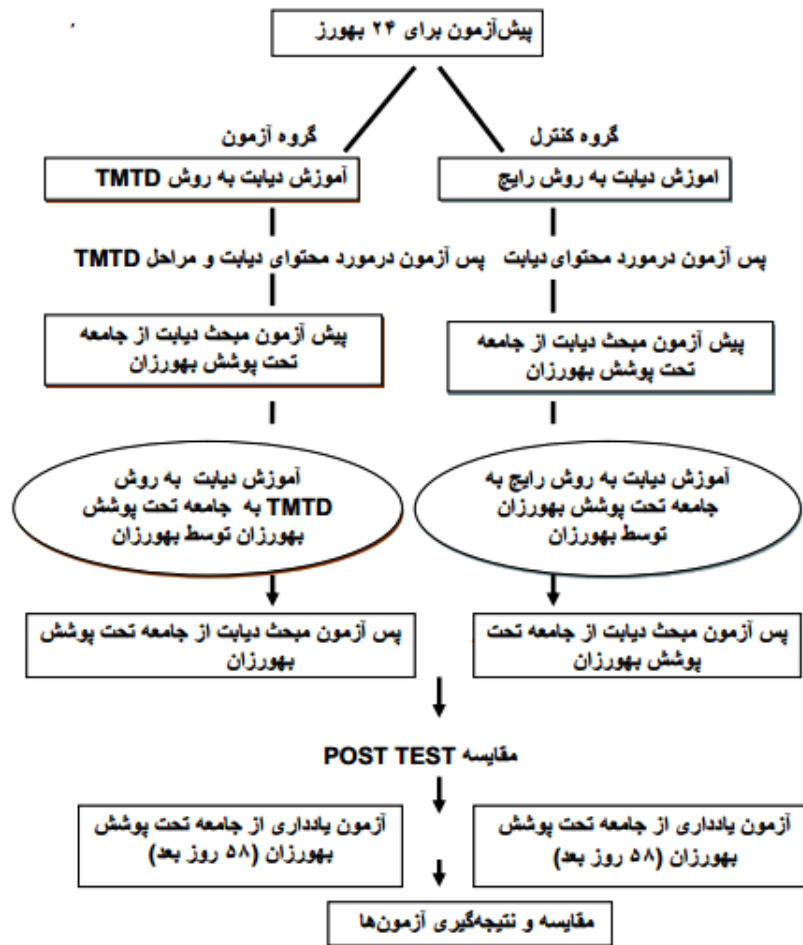 پیش‌آزمون برای ۲۴ بهورز
گروه کنترل
گروه آزمون
اموزش دیابت به روش رایج
آموزش دیابت به روش TMTD
پس آزمون درمورد محتوای دیابت
پس آزمون درمورد محتوای دیابت و مراحل TMTD
پیش آزمون مبحث دیابت از جامعه
تحت پوشش بهورزان
پیش آزمون مبحث دیابت از جامعه
تحت پوشش بهورزان
آموزش دیابت به روش رایج به
جامعه تحت پوشش بهورزان
توسط بهورزان
آموزش دیابت به روش
TMTD به جامعه تحت پوشش
بهورزان توسط بهورزان
پس آزمون مبحث دیابت از جامعه تحت
پوشش بهورزان
پس آزمون مبحث دیابت از جامعه تحت پوشش
بهورزان
مقایسه POST TEST
آزمون یادداری از جامعه تحت پوشش
بهورزان (۵۸ روز بعد)
آزمون یادداری از جامعه تحت پوشش
بهورزان (۵۸ روز بعد)
مقایسه و نتیجه‌گیری آزمون‌ها